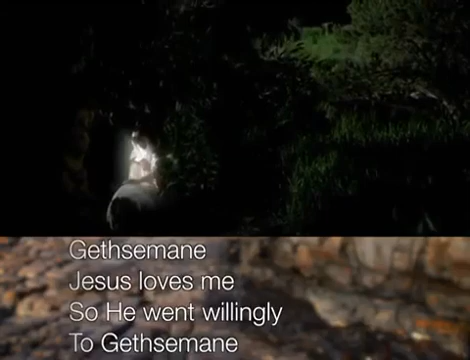 Gethsemane
Jesus loves me
So He went willingly
To Gethsemane